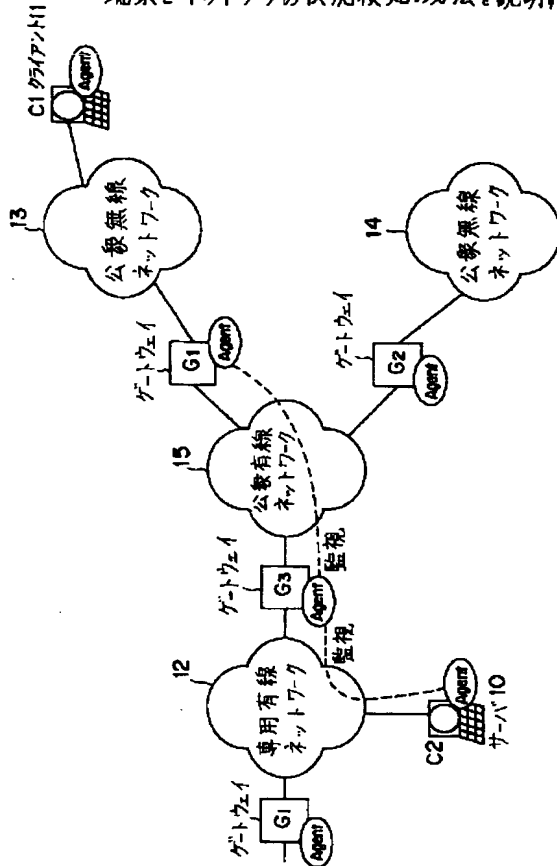 端末とネットワークの状況検知の方法を説明
ゲートウェイ
G1
Agent
12
専用有線
ネットワーク
C2
Agent
サーバ10
監視
ゲートウェイ
G3
Agent
監視
15
公衆有線
ネットワーク
ゲートウェイ
G1
Agent
ゲートウェイ
G2
Agent
13
公衆無線
ネットワーク
14
公衆無線
ネットワーク
C1 クライアント11
Agent